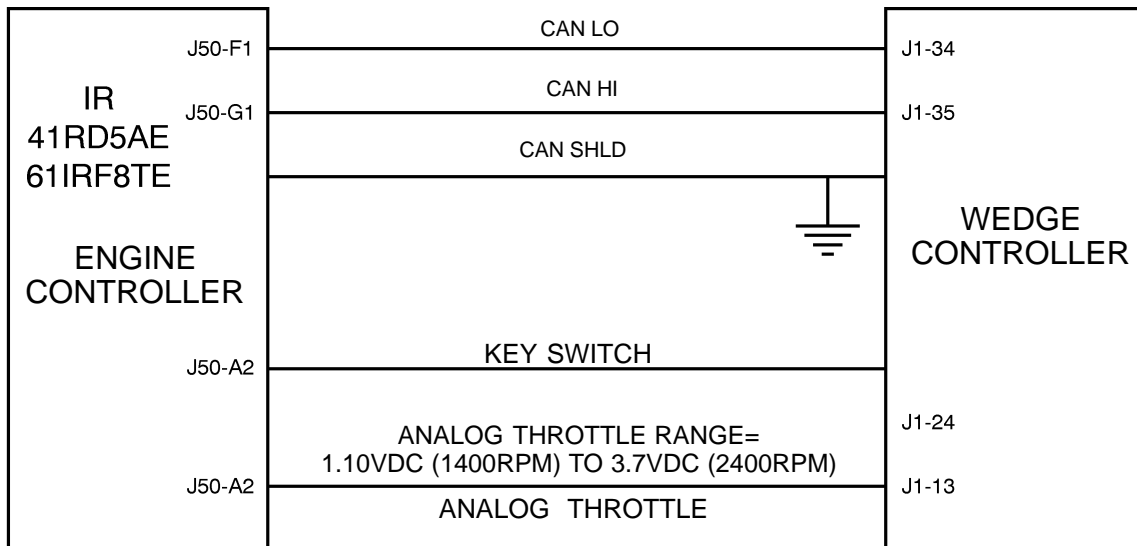 CAN LO
J50-F1
J1-34
CAN HI
J50-G1
J1-35
IR
41RD5AE
61IRF8TE
CAN SHLD
WEDGE
CONTROLLER
ENGINE
CONTROLLER
KEY SWITCH
J50-A2
J1-24
ANALOG THROTTLE RANGE=
1.10VDC (1400RPM) TO 3.7VDC (2400RPM)
J50-A2
J1-13
ANALOG THROTTLE